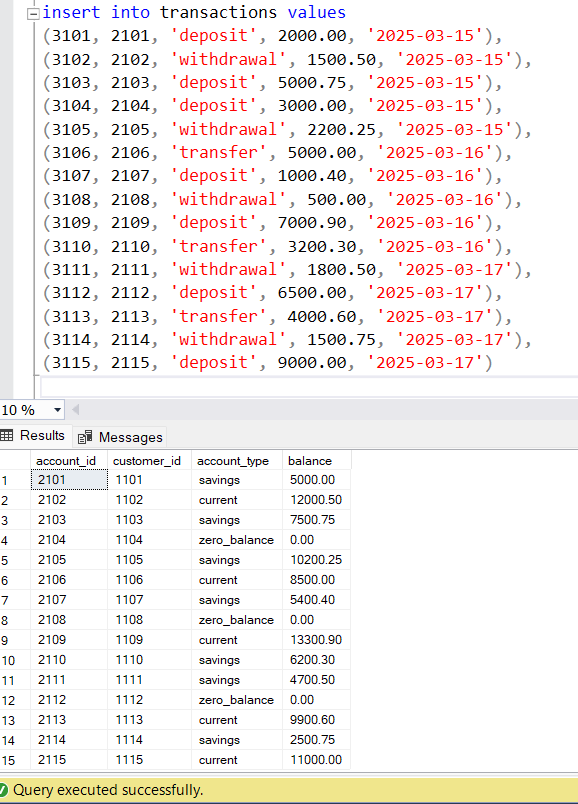 insert into transactions values
(3101, 2101, 'deposit', 2000.00, '2025-03-15'),
(3102, 2102, 'withdrawal', 1500.50, '2025-03-15'),
(3103, 2103, 'deposit', 5000.75, '2025-03-15'),
(3104, 2104, 'deposit', 3000.00, '2025-03-15'),
(3105, 2105, 'withdrawal', 2200.25, '2025-03-15'),
(3106, 2106, 'transfer', 5000.00, '2025-03-16'),
(3107, 2107, 'deposit', 1000.40, '2025-03-16'),
(3108, 2108, 'withdrawal', 500.00, '2025-03-16'),
(3109, 2109, 'deposit', 7000.90, '2025-03-16'),
(3110, 2110, 'transfer', 3200.30, '2025-03-16'),
(3111, 2111, 'withdrawal', 1800.50, '2025-03-17'),
(3112, 2112, 'deposit', 6500.00, '2025-03-17'),
(3113, 2113, 'transfer', 4000.60, '2025-03-17'),
(3114, 2114, 'withdrawal', 1500.75, '2025-03-17'),
(3115, 2115, 'deposit', 9000.00, '2025-03-17')
10 %
Results Messages
account_id customer_id account_type balance
1 2101 1101 savings 5000.00
2 2102 1102 current 12000.50
3 2103 1103 savings 7500.75
4 2104 1104 zero_balance 0.00
5 2105 1105 savings 10200.25
6 2106 1106 current 8500.00
7 2107 1107 savings 5400.40
8 2108 1108 zero_balance 0.00
9 2109 1109 current 13300.90
10 2110 1110 savings 6200.30
11 2111 1111 savings 4700.50
12 2112 1112 zero_balance 0.00
13 2113 1113 current 9900.60
14 2114 1114 savings 2500.75
15 2115 1115 current 11000.00
Query executed successfully.